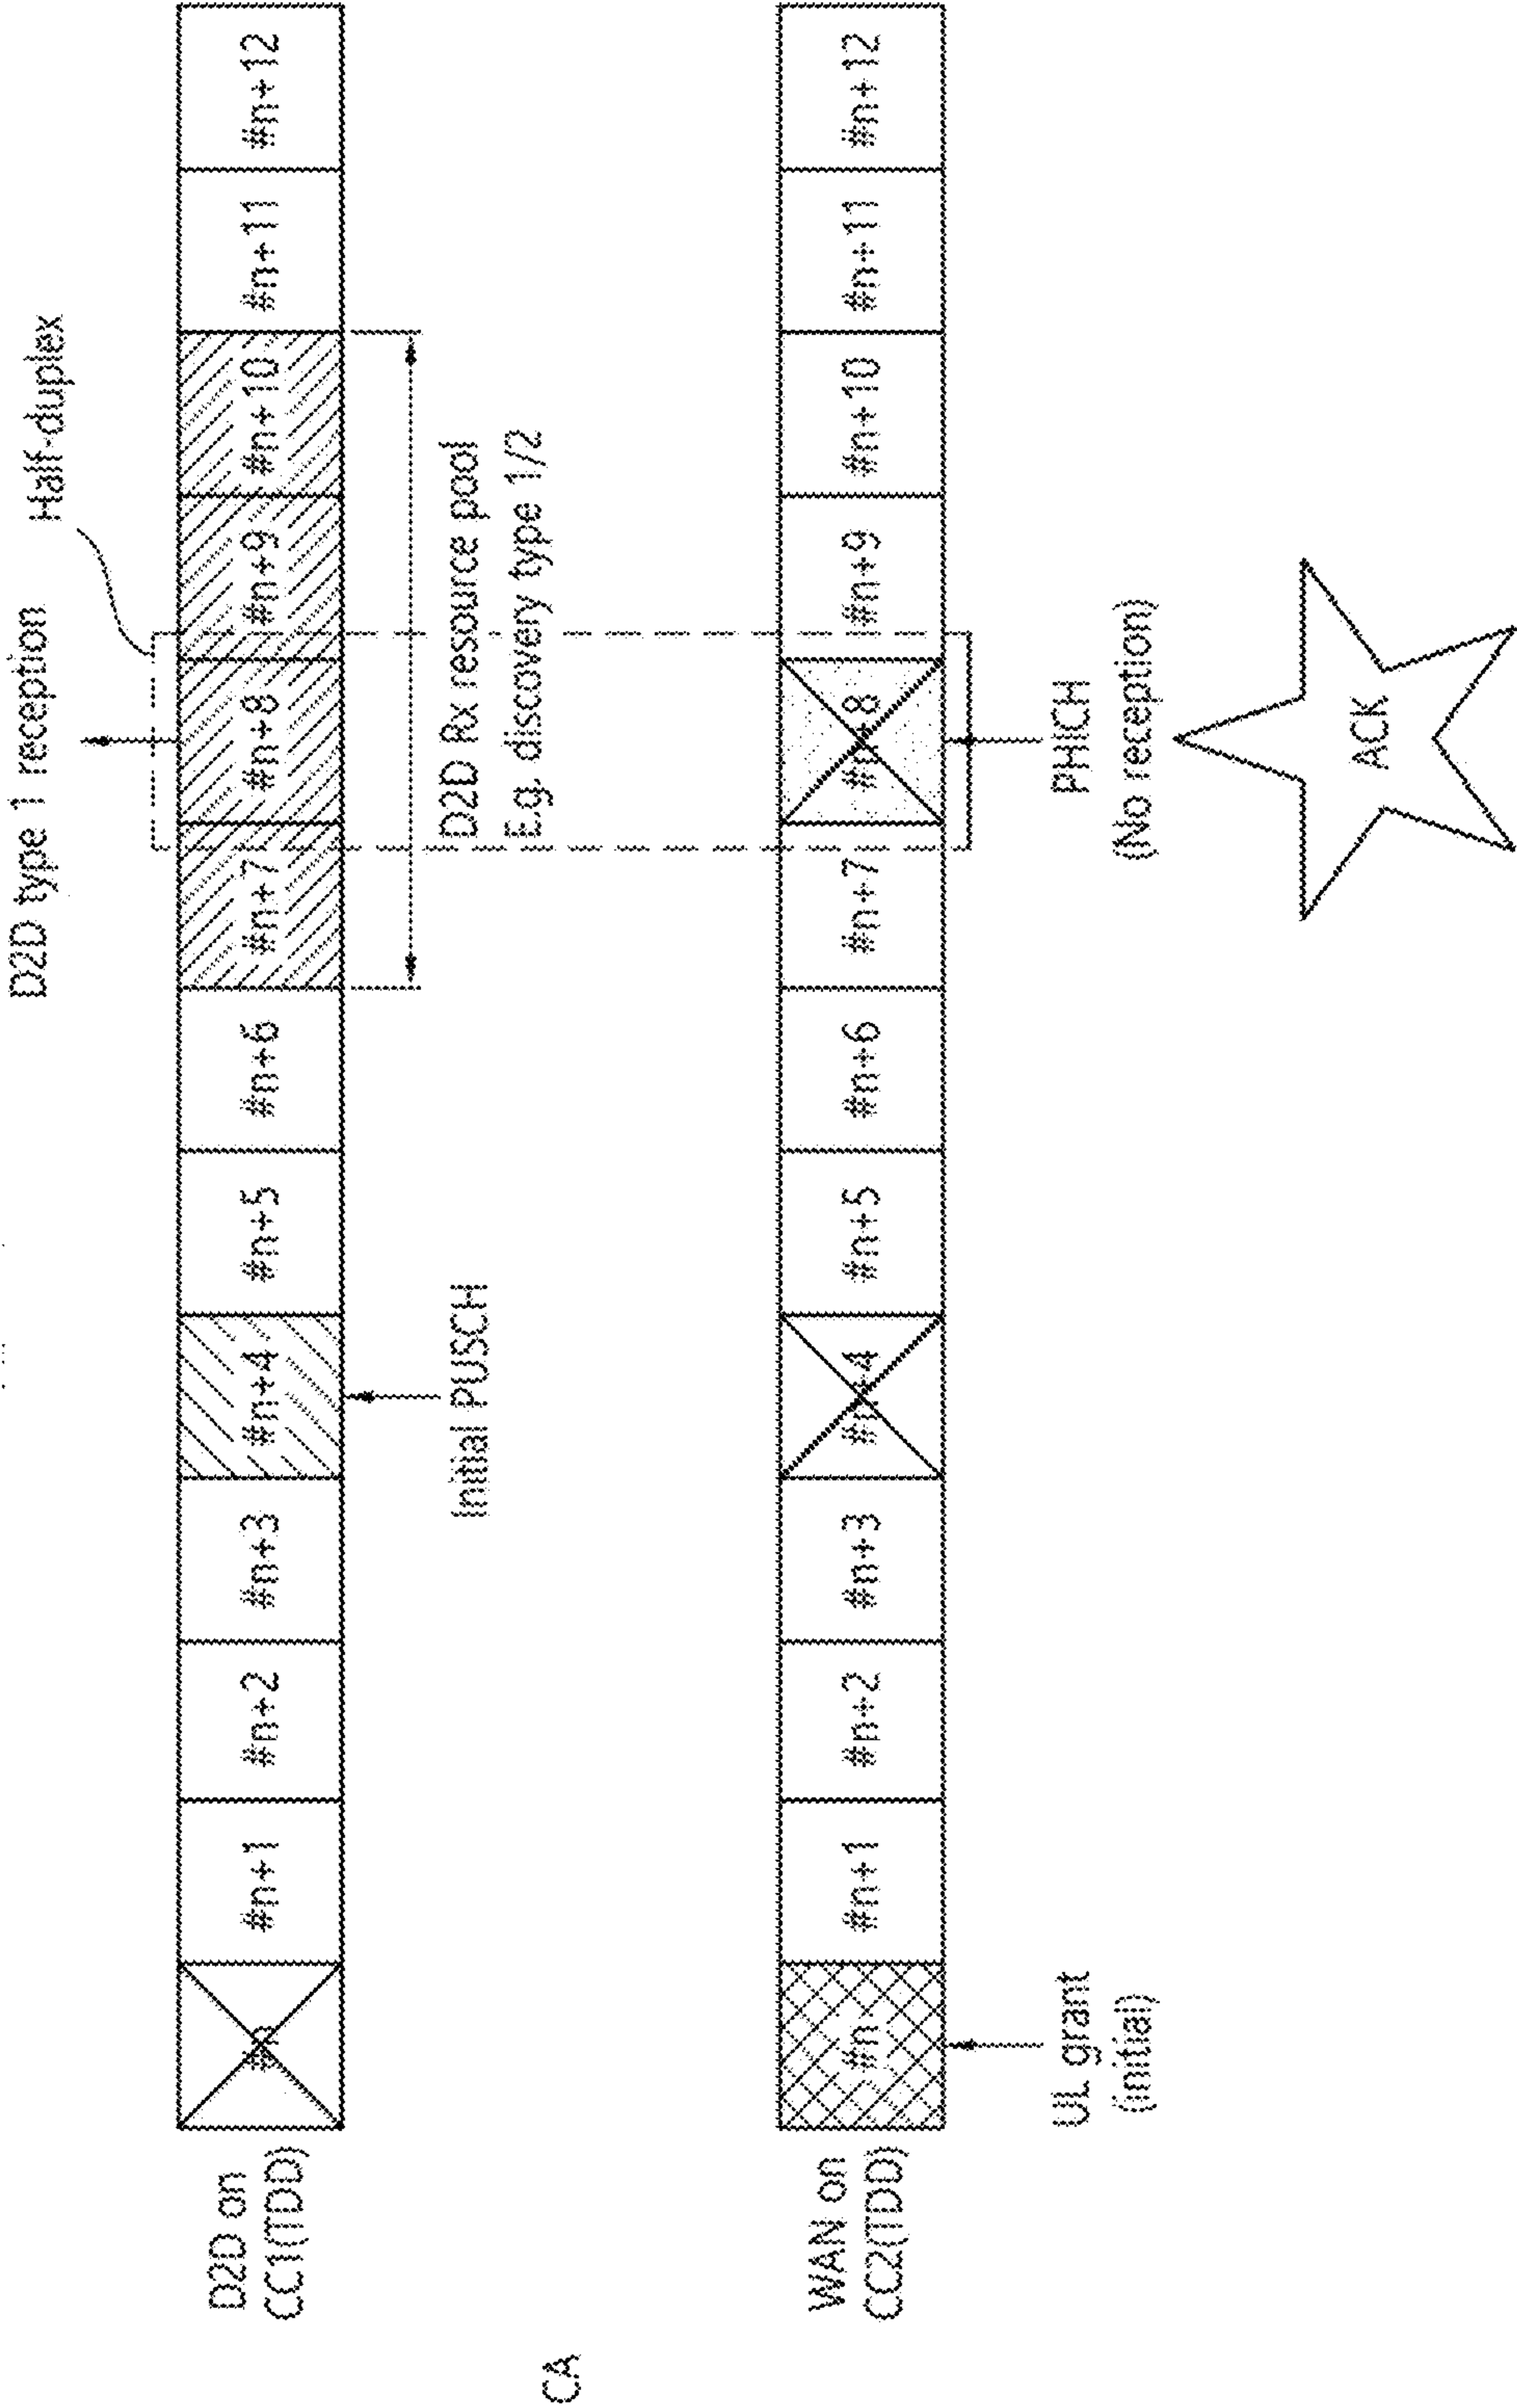 CA
D2D type 1 reception
Half-duplex
D2D on
CC1(TDD)
#n
#n+1
#n+2
#n+3
#n+4
#n+5
#n+6
#n+7
#n+8
#n+9
#n+10
#n+11
#n+12
Initial PUSCH
D2D Rx resource pool
E.g. discovery type 1/2
WAN on
CC2(TDD)
#n
#n+1
#n+2
#n+3
#n+4
#n+5
#n+6
#n+7
#n+8
#n+9
#n+10
#n+11
#n+12
UL grant
(initial)
PHICH
(No reception)
ACK